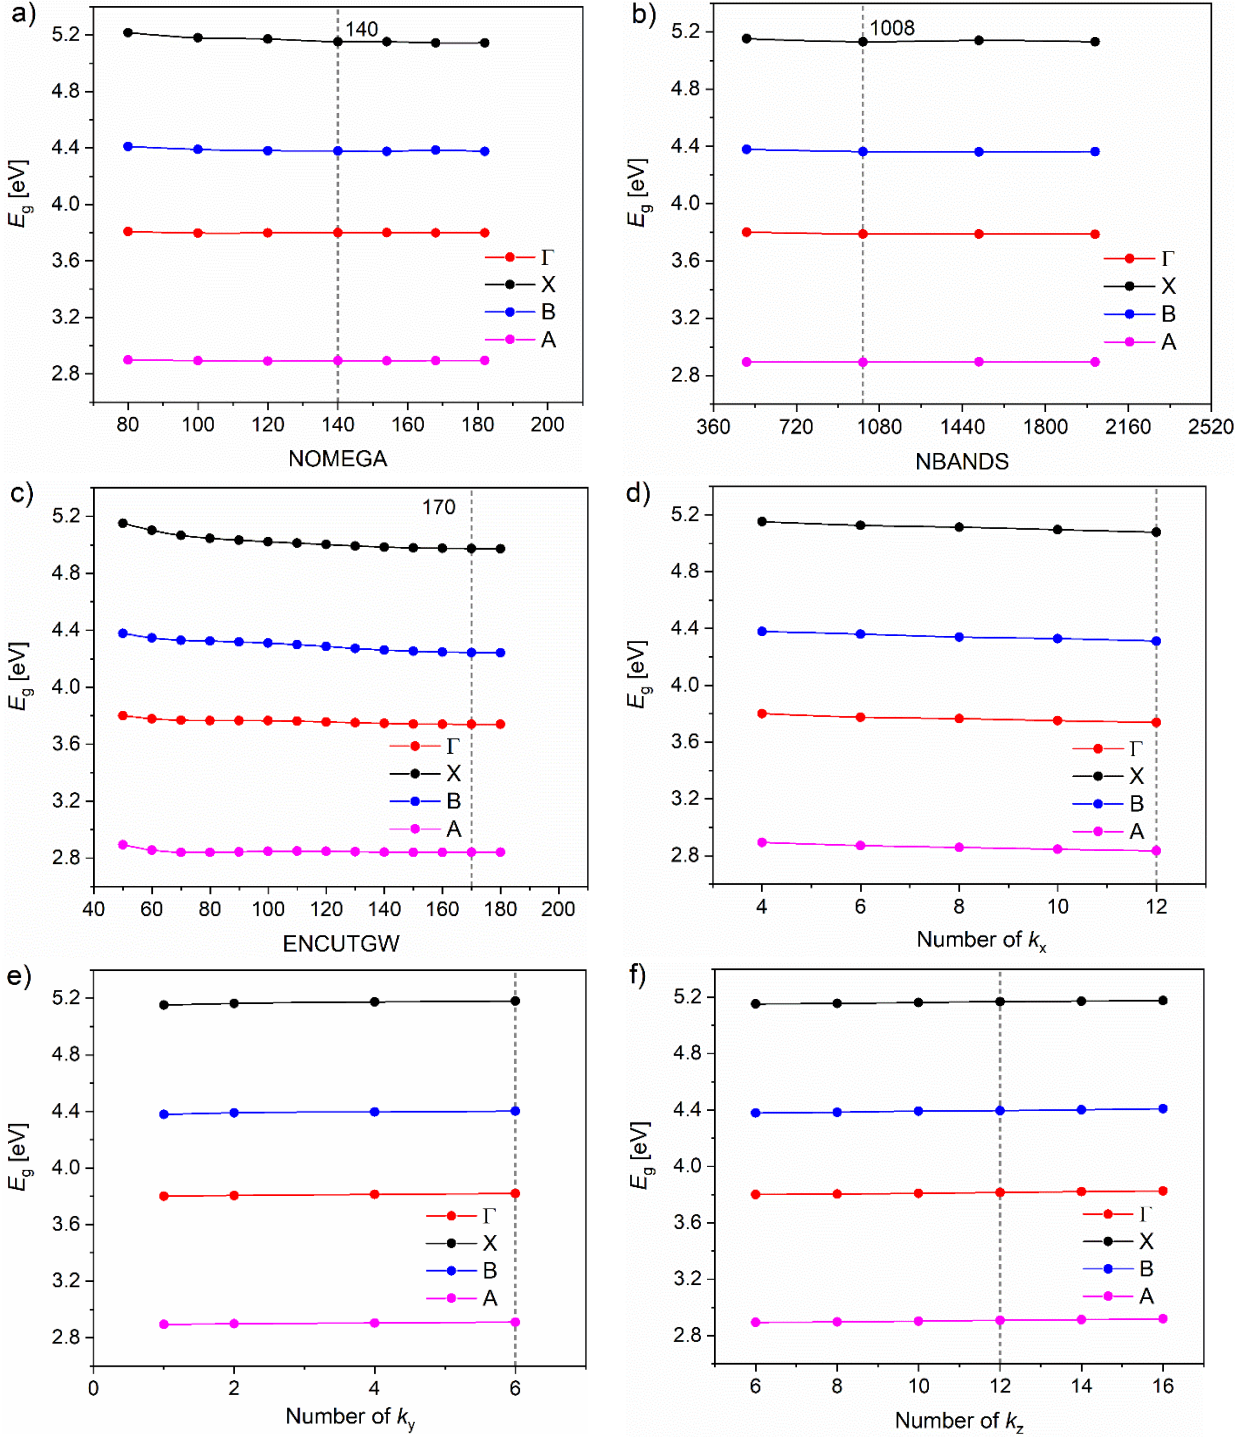 a)
140
5.2
4.8
4.4
4.0
3.6
3.2
2.8
Eg [eV]
Γ
X
B
A
80 100 120 140 160 180 200
NOMEGA
b)
1008
5.2
4.8
4.4
4.0
3.6
3.2
2.8
Eg [eV]
Γ
X
B
A
360 720 1080 1440 1800 2160 2520
NBANDS
c)
170
5.2
4.8
4.4
4.0
3.6
3.2
2.8
Eg [eV]
Γ
X
B
A
40 60 80 100 120 140 160 180 200
ENCUTGW
d)
5.2
4.8
4.4
4.0
3.6
3.2
2.8
Eg [eV]
Γ
X
B
A
4 6 8 10 12
Number of kx
e)
5.2
4.8
4.4
4.0
3.6
3.2
2.8
Eg [eV]
Γ
X
B
A
0 2 4 6
Number of ky
f)
5.2
4.8
4.4
4.0
3.6
3.2
2.8
Eg [eV]
Γ
X
B
A
6 8 10 12 14 16
Number of kz